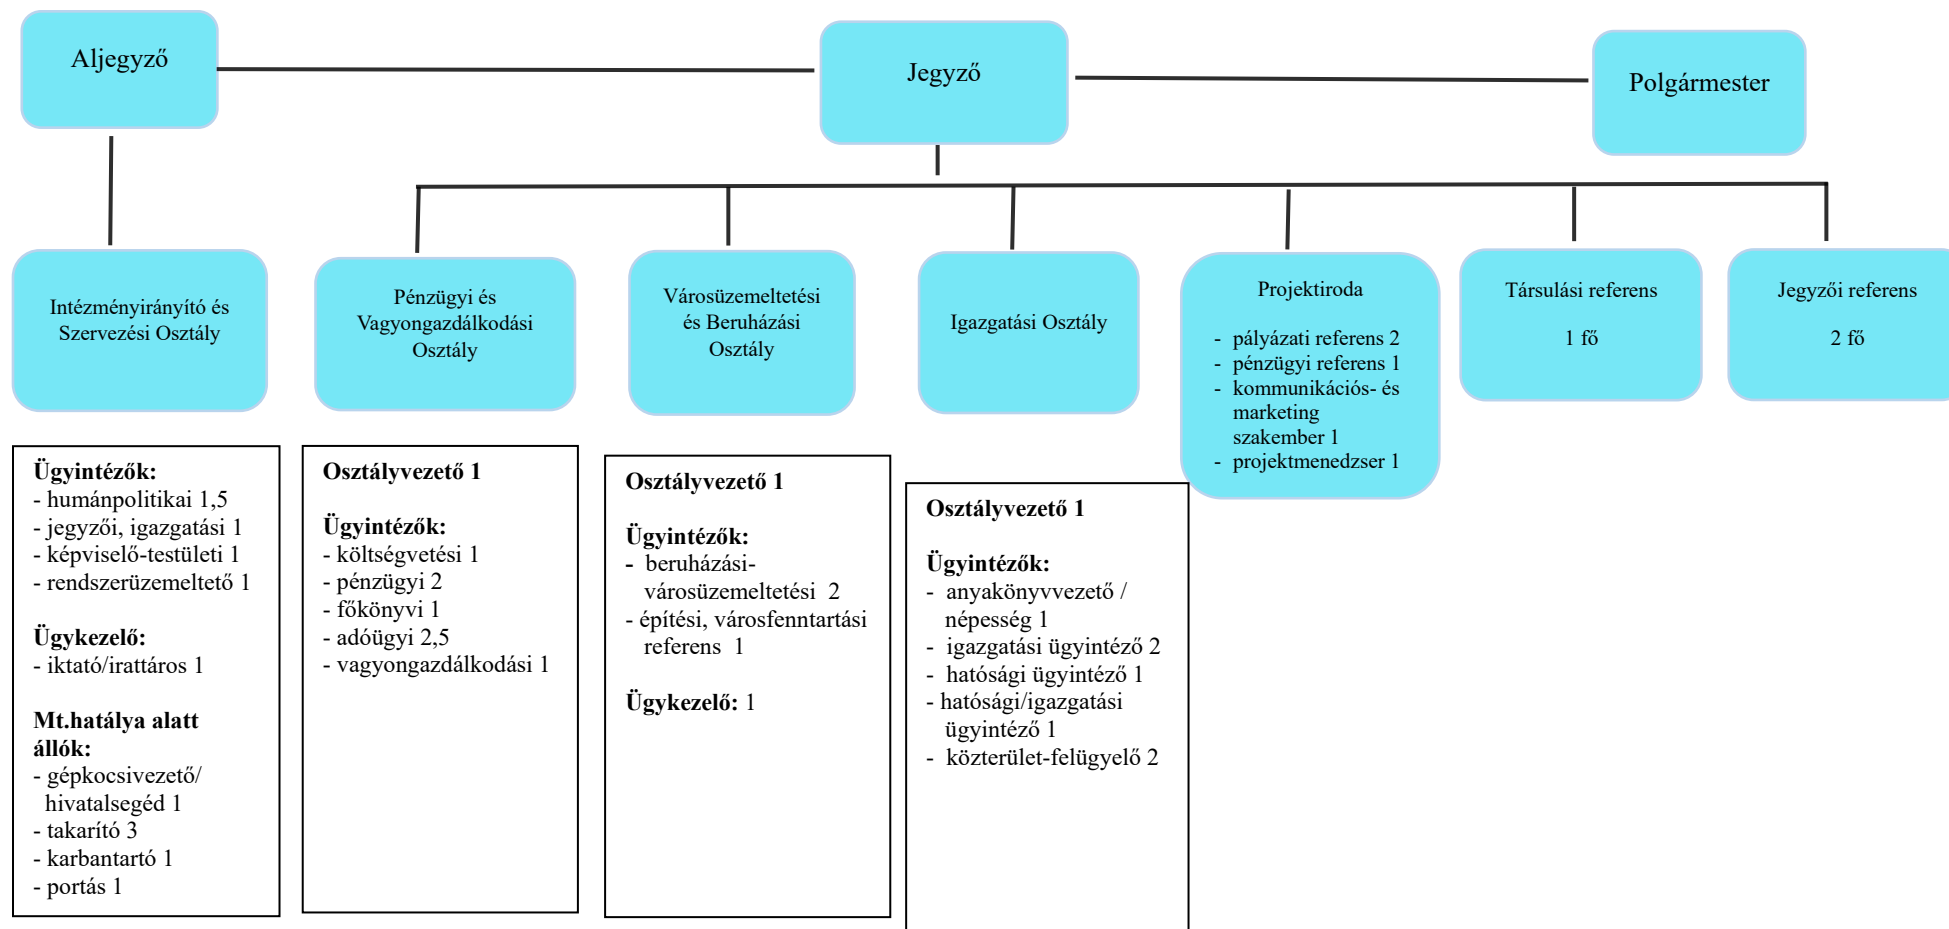 Aljegyző
Jegyző
Polgármester
Intézményirányító és
Szervezési Osztály
Pénzügyi és
Vagyongazdálkodási
Osztály
Városüzemeltetési
és Beruházási
Osztály
Igazgatási Osztály
Projektiroda
- pályázati referens 2
- pénzügyi referens 1
- kommunikációs- és
marketing
szakember 1
- projektmenedzser 1
Társulási referens
1 fő
Jegyzői referens
2 fő
Ügyintézők:
- humánpolitikai 1,5
- jegyzői, igazgatási 1
- képviselő-testületi 1
- rendszerüzemeltető 1
Ügykezelő:
- iktató/irattáros 1
Mt.hatálya alatt
állók:
- gépkocsivezető/
hivatalsegéd 1
- takarító 3
- karbantartó 1
- portás 1
Osztályvezető 1
Ügyintézők:
- költségvetési 1
- pénzügyi 2
- főkönyvi 1
- adóügyi 2,5
- vagyongazdálkodási 1
Osztályvezető 1
Ügyintézők:
- beruházási-
városüzemeltetési 2
- építési, városfenntartási
referens 1
Ügykezelő: 1
Osztályvezető 1
Ügyintézők:
- anyakönyvvezető /
népesség 1
- igazgatási ügyintéző 2
- hatósági ügyintéző 1
- hatósági/igazgatási
ügyintéző 1
- közterület-felügyelő 2